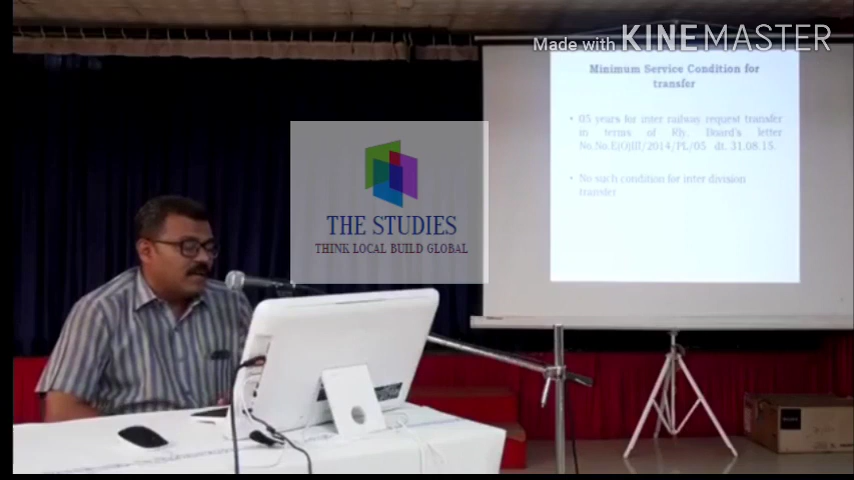 Made with KINEMASTER
Minimum Service Condition for
transfer
• 05 years for inter railway request transfer
in terms of Rly. Board's letter
No.No.E(O)III/2014/PL/05 dt. 31.08.15.
• No such condition for inter division
transfer
THE STUDIES
THINK LOCAL BUILD GLOBAL